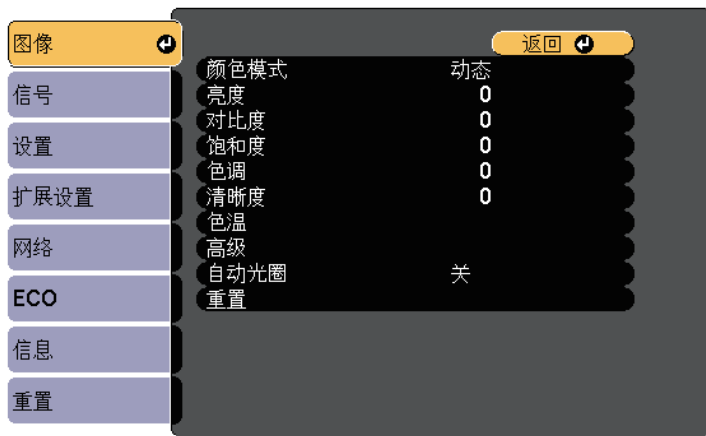 图像
信号
设置
扩展设置
网络
ECO
信息
重置
返回
颜色模式 动态
亮度 0
对比度 0
饱和度 0
色调 0
清晰度 0
色温
高级
自动光圈 关
重置